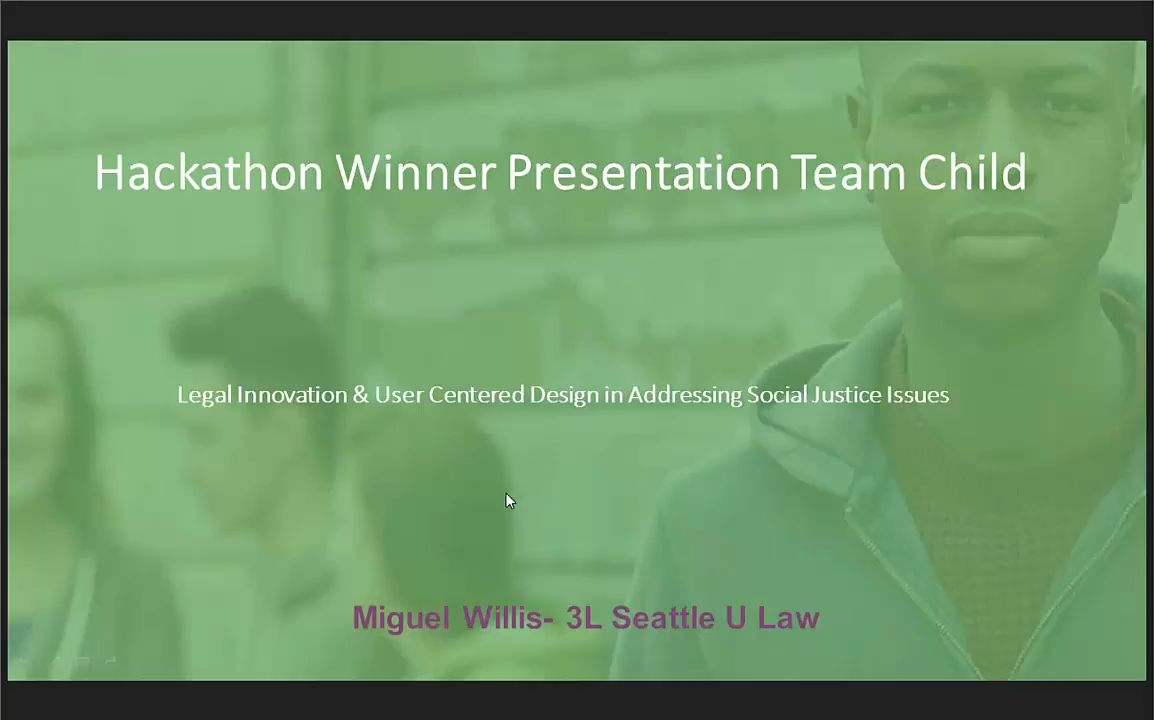 Hackathon Winner Presentation Team Child
Legal Innovation & User Centered Design in Addressing Social Justice Issues
Miguel Willis- 3L Seattle U Law